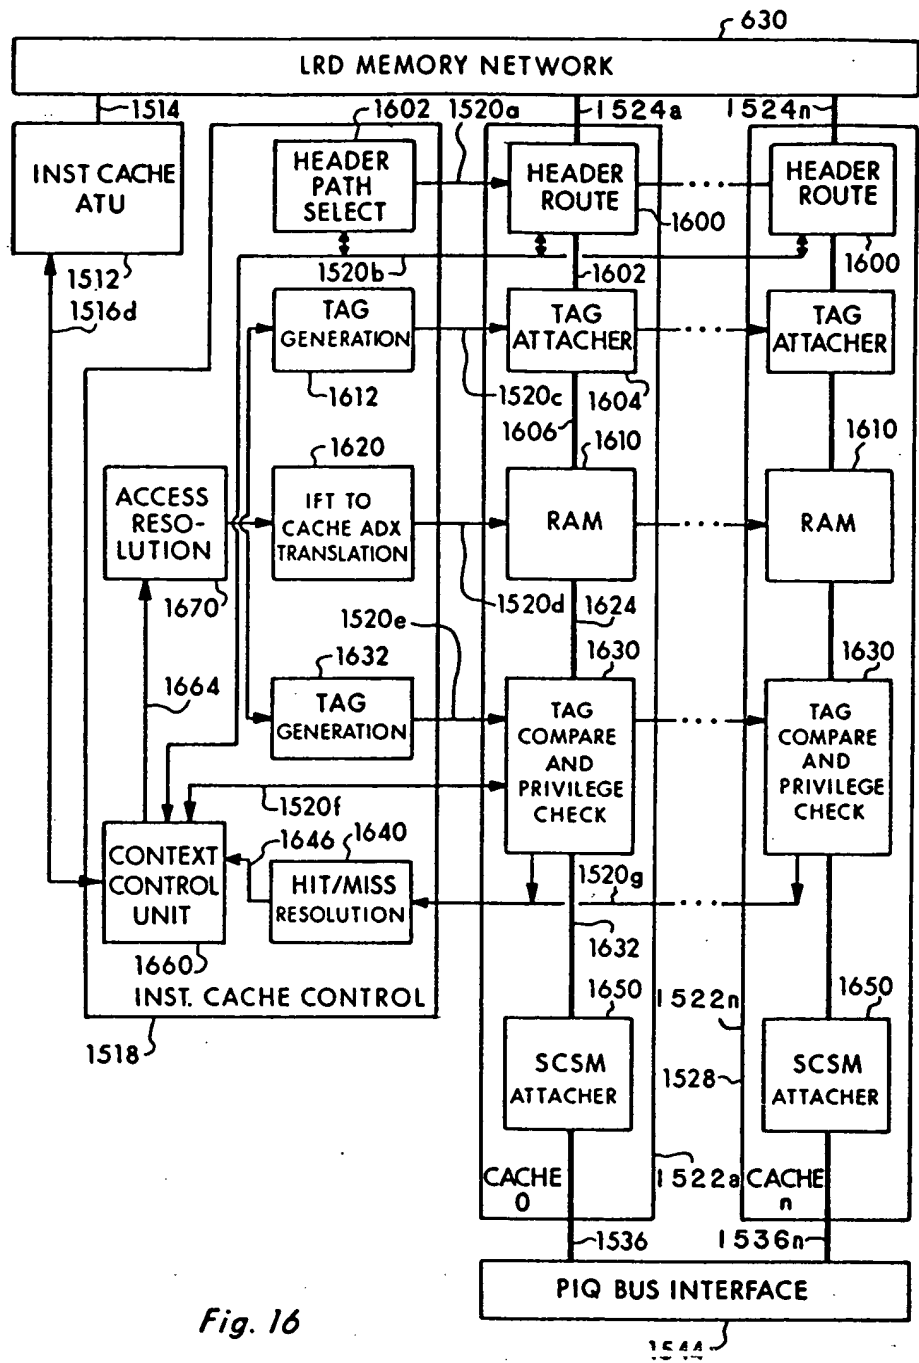 630
LRD MEMORY NETWORK
1514
1602
1520a
1524a
1524n
INST CACHE
ATU
HEADER
PATH
SELECT
HEADER
ROUTE
HEADER
ROUTE
1600
1600
1512
1520b
1602
1516d
TAG
GENERATION
TAG
ATTACHER
TAG
ATTACHER
1612
1520c
1604
1606
1620
1610
1610
ACCESS
RESO-
LUTION
IFT TO
CACHE ADX
TRANSLATION
RAM
RAM
1670
1520d
1624
1520e
1632
1630
1630
1664
TAG
GENERATION
TAG
COMPARE
AND
PRIVILEGE
CHECK
TAG
COMPARE
AND
PRIVILEGE
CHECK
1520f
1646
1640
CONTEXT
CONTROL
UNIT
HIT/MISS
RESOLUTION
1520g
1632
1660
INST. CACHE CONTROL
1650
1522n
1650
1518
SCSM
ATTACHER
1528
SCSM
ATTACHER
CACHE
0
1522a
CACHE
n
1536
1536n
PIQ BUS INTERFACE
Fig. 16
1544